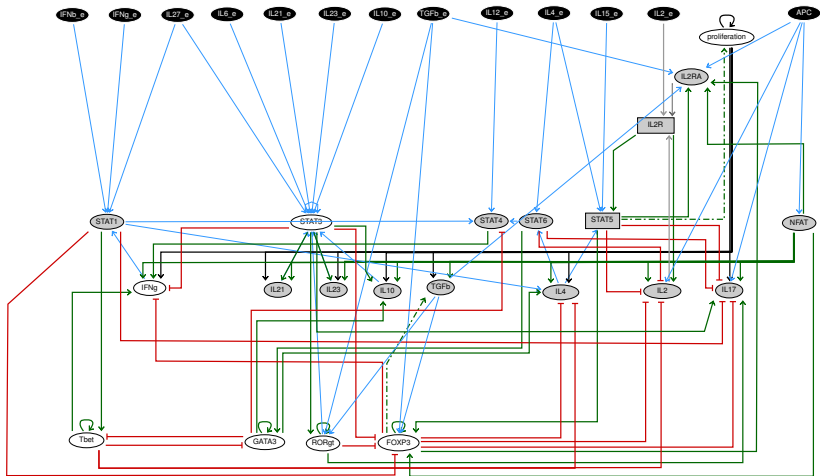 IFNb_e IFNg_e IL27_e IL6_e IL21_e IL23_e IL10_e TGFb_e IL12_e IL4_e IL15_e IL2_e APC
proliferation
IL2RA
IL2R
STAT1 STAT3 STAT4 STAT6 STAT5 NFAT
IFNg IL21 IL23 IL10 TGFb IL4 IL2 IL17
Tbet GATA3 RORgt FOXP3